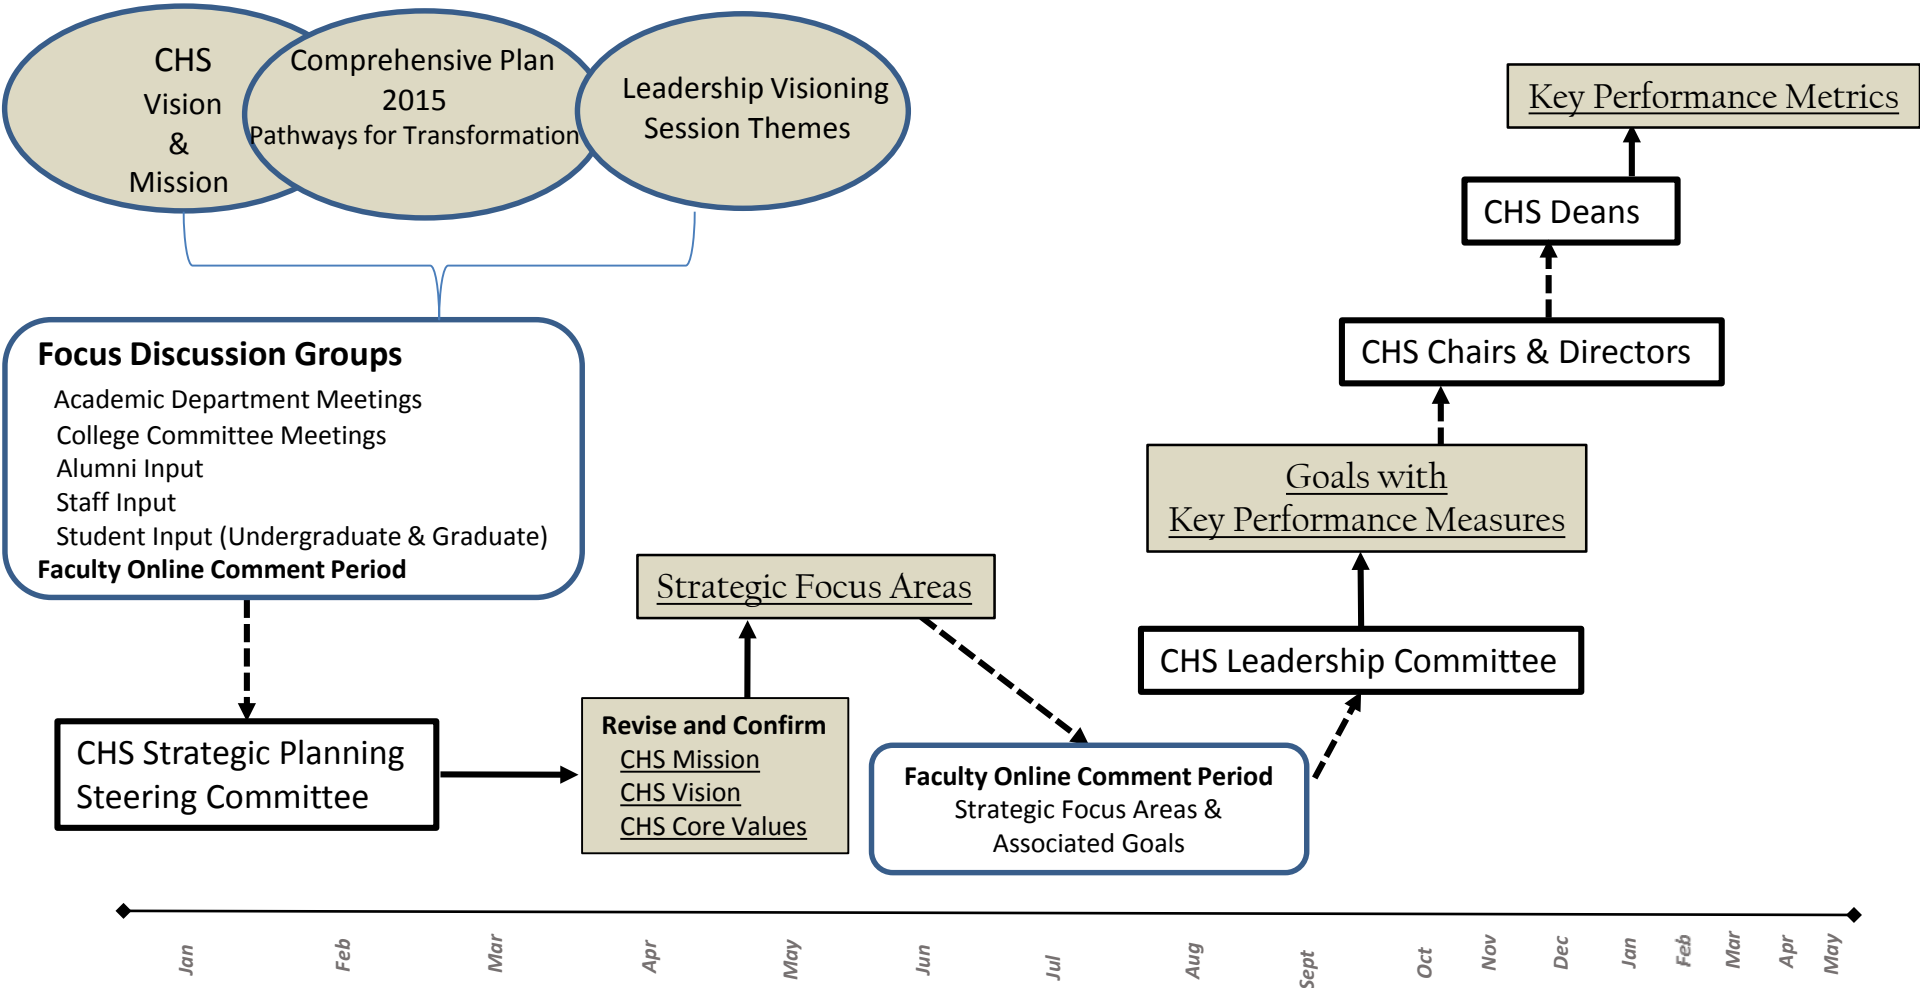 CHS
Vision
&
Mission
Comprehensive Plan
2015
Pathways for Transformation
Leadership Visioning
Session Themes
Key Performance Metrics
CHS Deans
CHS Chairs & Directors
Goals with
Key Performance Measures
CHS Leadership Committee
Focus Discussion Groups
Academic Department Meetings
College Committee Meetings
Alumni Input
Staff Input
Student Input (Undergraduate & Graduate)
Faculty Online Comment Period
Strategic Focus Areas
CHS Strategic Planning
Steering Committee
Revise and Confirm
CHS Mission
CHS Vision
CHS Core Values
Faculty Online Comment Period
Strategic Focus Areas &
Associated Goals
Jan
Feb
Mar
Apr
May
Jun
Jul
Aug
Sept
Oct
Nov
Dec
Jan
Feb
Mar
Apr
May